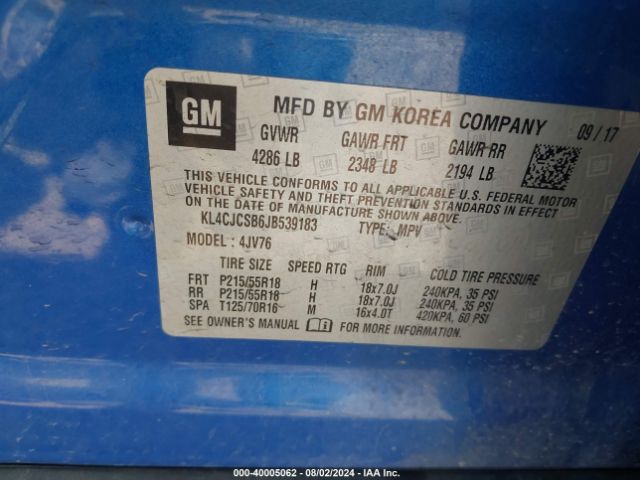 GM MFD BY GM KOREA COMPANY 09/17
GVWR GAWR FRT GAWR RR
4286 LB 2348 LB 2194 LB
THIS VEHICLE CONFORMS TO ALL APPLICABLE U.S. FEDERAL MOTOR
VEHICLE SAFETY AND THEFT PREVENTION STANDARDS IN EFFECT
ON THE DATE OF MANUFACTURE SHOWN ABOVE.
KL4CJCSB6JB539183 TYPE: MPV
MODEL: 4JV76
TIRE SIZE SPEED RTG RIM COLD TIRE PRESSURE
FRT P215/55R18 H 18x7.0J 240KPA, 35 PSI
RR P215/55R18 H 18x7.0J 240KPA, 35 PSI
SPA T125/70R16 M 16x4.0T 420KPA, 60 PSI
SEE OWNER'S MANUAL FOR MORE INFORMATION
000-40005062 - 08/02/2024 - IAA Inc.